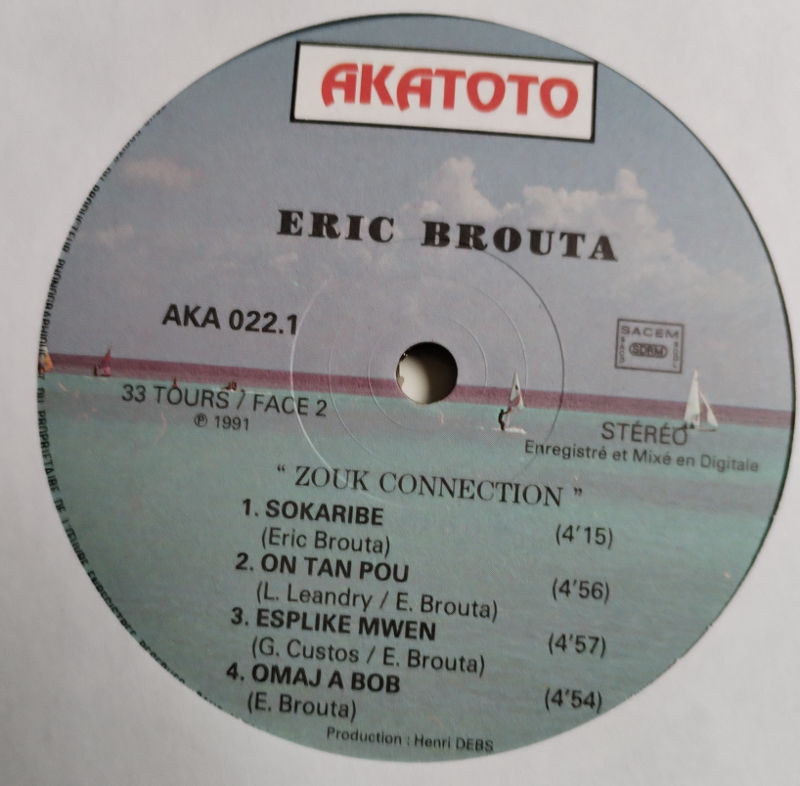 AKATOTO
ERIC BROUTA
AKA 022.1
SACEM
SDRM
33 TOURS / FACE 2
℗ 1991
STÉRÉO
Enregistré et Mixé en Digitale
“ ZOUK CONNECTION ”
1. SOKARIBE (4'15)
(Eric Brouta)
2. ON TAN POU (4'56)
(L. Leandry / E. Brouta)
3. ESPLIKE MWEN (4'57)
(G. Custos / E. Brouta)
4. OMAJ A BOB (4'54)
(E. Brouta)
Production : Henri DEBS